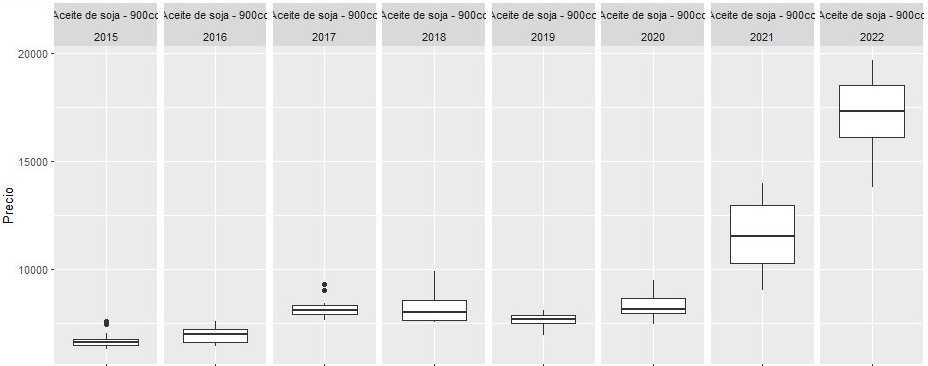 Aceite de soja - 900cc Aceite de soja - 900cc Aceite de soja - 900cc Aceite de soja - 900cc Aceite de soja - 900cc Aceite de soja - 900cc Aceite de soja - 900cc Aceite de soja - 900cc
2015 2016 2017 2018 2019 2020 2021 2022
20000
15000
10000
Precio